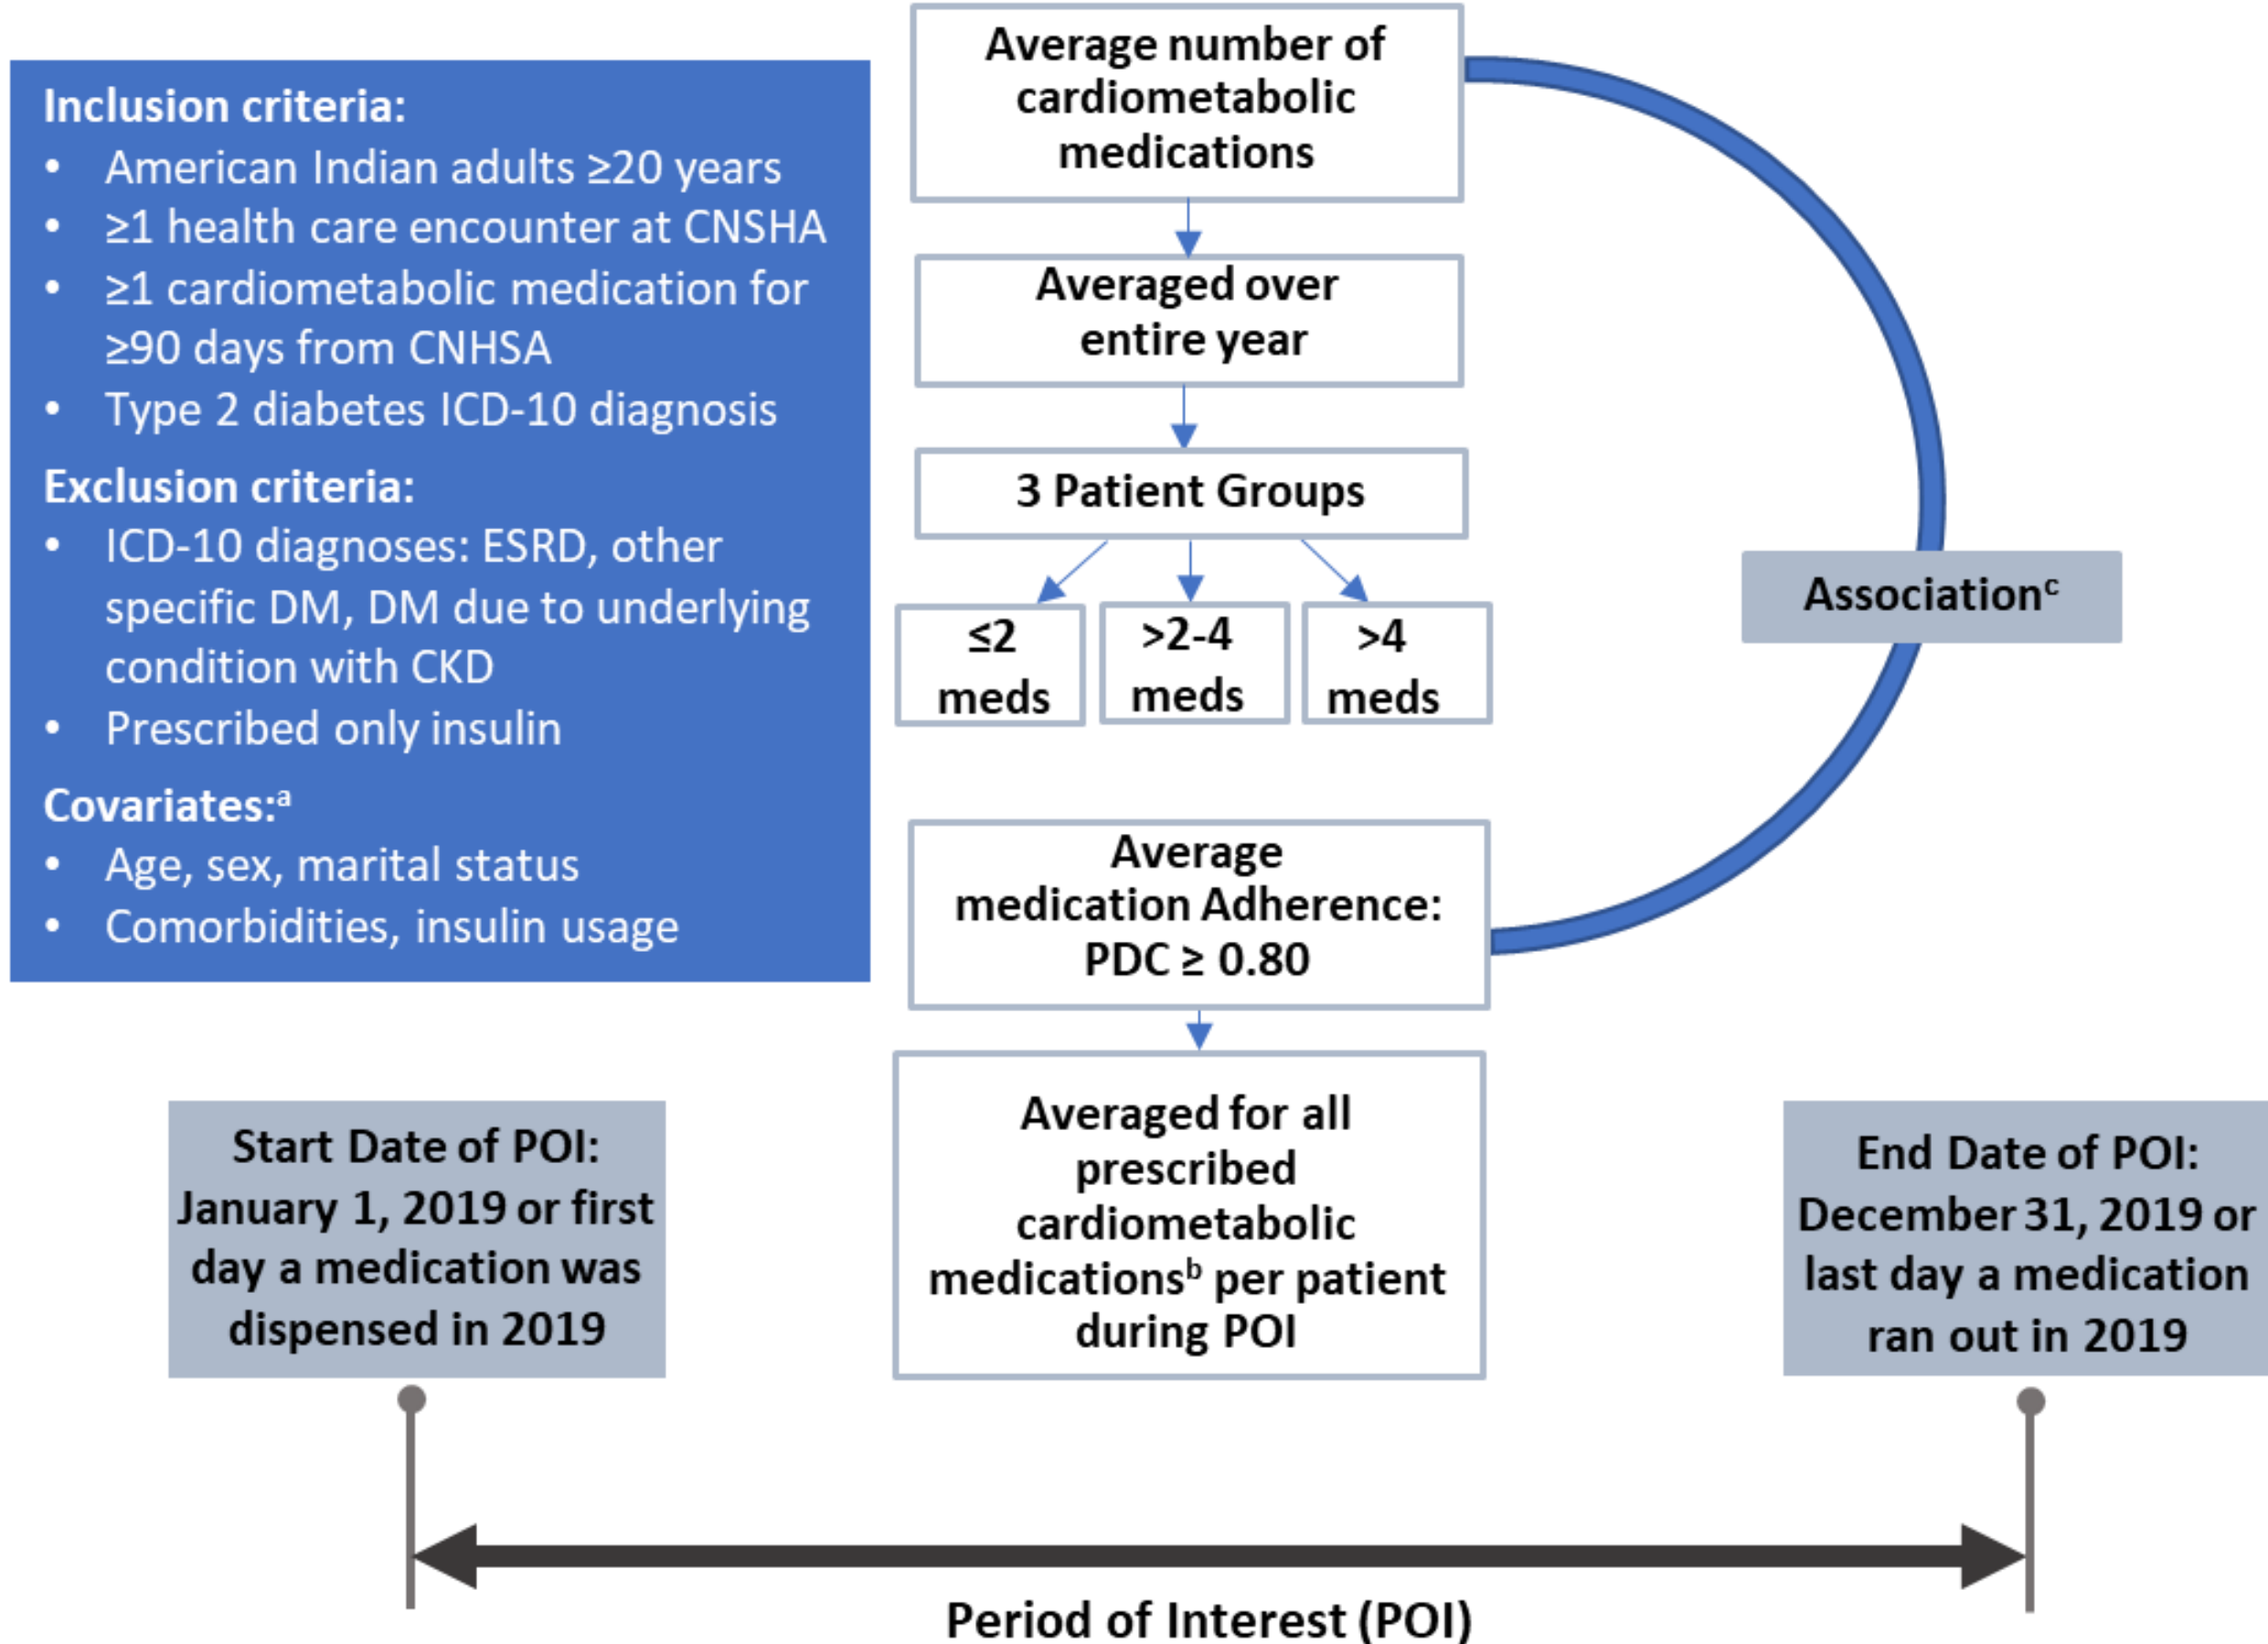 Inclusion criteria:
• American Indian adults ≥20 years
• ≥1 health care encounter at CNSHA
• ≥1 cardiometabolic medication for
≥90 days from CNHSA
• Type 2 diabetes ICD-10 diagnosis
Exclusion criteria:
• ICD-10 diagnoses: ESRD, other
specific DM, DM due to underlying
condition with CKD
• Prescribed only insulin
Covariates:ᵃ
• Age, sex, marital status
• Comorbidities, insulin usage
Average number of
cardiometabolic
medications
Averaged over
entire year
3 Patient Groups
≤2
meds
>2-4
meds
>4
meds
Associationᶜ
Average
medication Adherence:
PDC ≥ 0.80
Averaged for all
prescribed
cardiometabolic
medicationsᵇ per patient
during POI
Start Date of POI:
January 1, 2019 or first
day a medication was
dispensed in 2019
End Date of POI:
December 31, 2019 or
last day a medication
ran out in 2019
Period of Interest (POI)